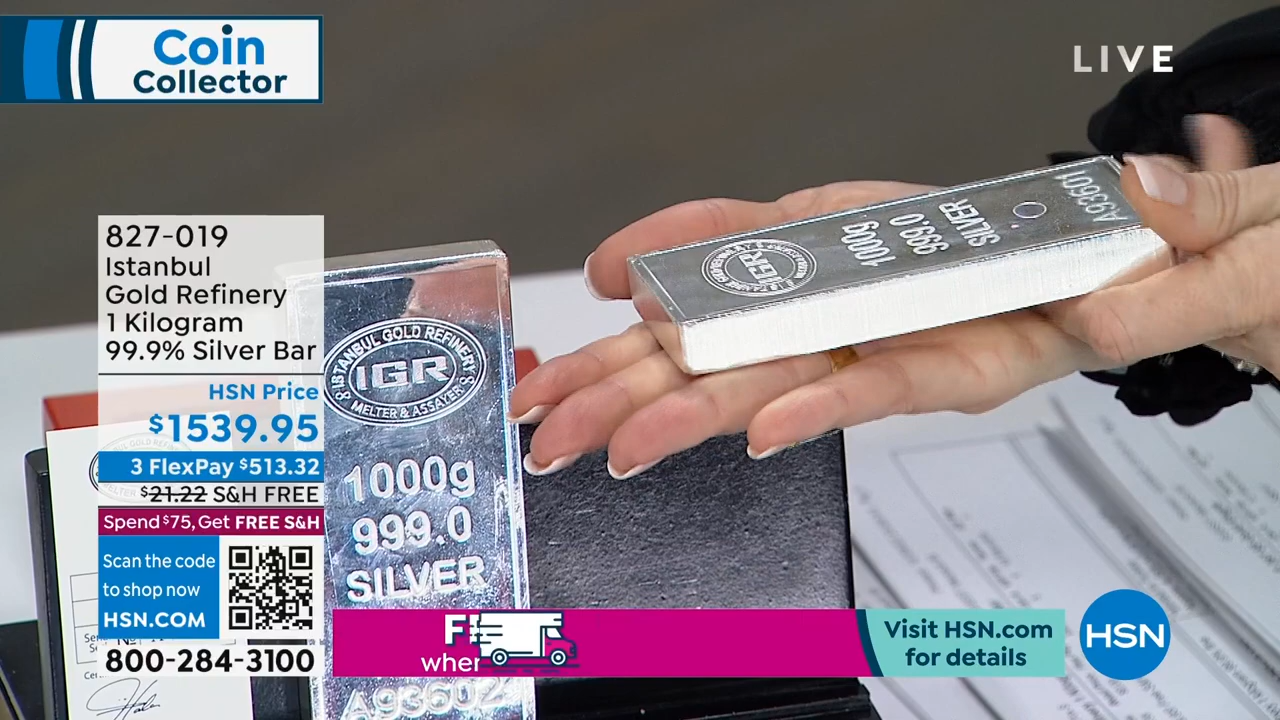 Coin
Collector
LIVE
827-019
Istanbul
Gold Refinery
1 Kilogram
99.9% Silver Bar
HSN Price
$1539.95
3 FlexPay $513.32
$21.22 S&H FREE
Spend $75, Get FREE S&H
Scan the code
to shop now
HSN.COM
800-284-3100
ISTANBUL GOLD REFINERY
IGR
MELTER & ASSAYER
1000g
999.0
SILVER
A93602
IGR
1000g
999.0
SILVER
A93601
Visit HSN.com
for details
HSN